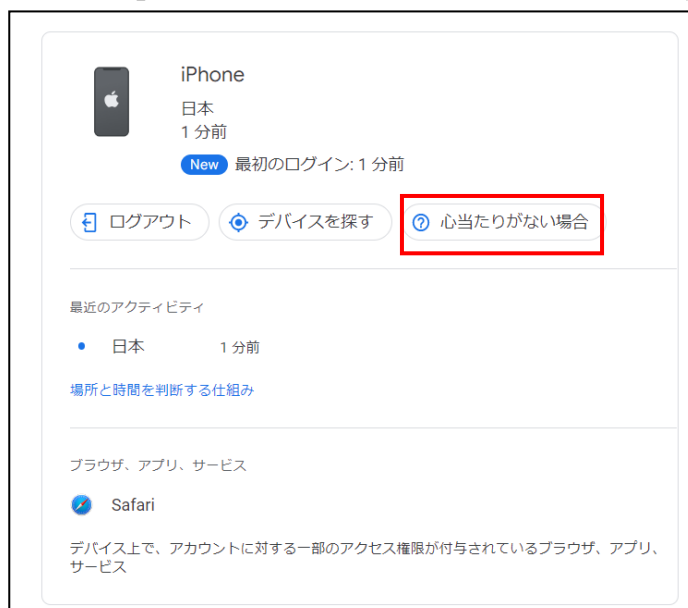 iPhone
日本
1 分前
New 最初のログイン: 1 分前
ログアウト デバイスを探す 心当たりがない場合
最近のアクティビティ
日本 1 分前
場所と時間を判断する仕組み
ブラウザ、アプリ、サービス
Safari
デバイス上で、アカウントに対する一部のアクセス権限が付与されているブラウザ、アプリ、
サービス